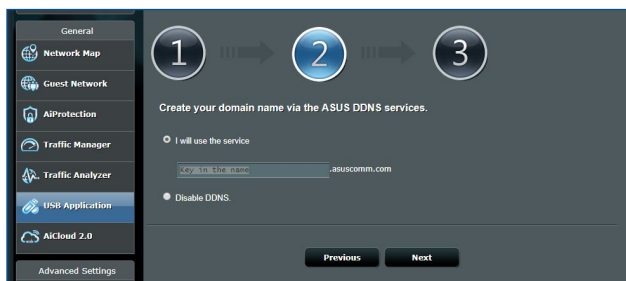 General
Network Map
Guest Network
AiProtection
Traffic Manager
Traffic Analyzer
USB Application
AiCloud 2.0
Advanced Settings
1
2
3
Create your domain name via the ASUS DDNS services.
I will use the service
Key in the name .asuscomm.com
Disable DDNS.
Previous Next